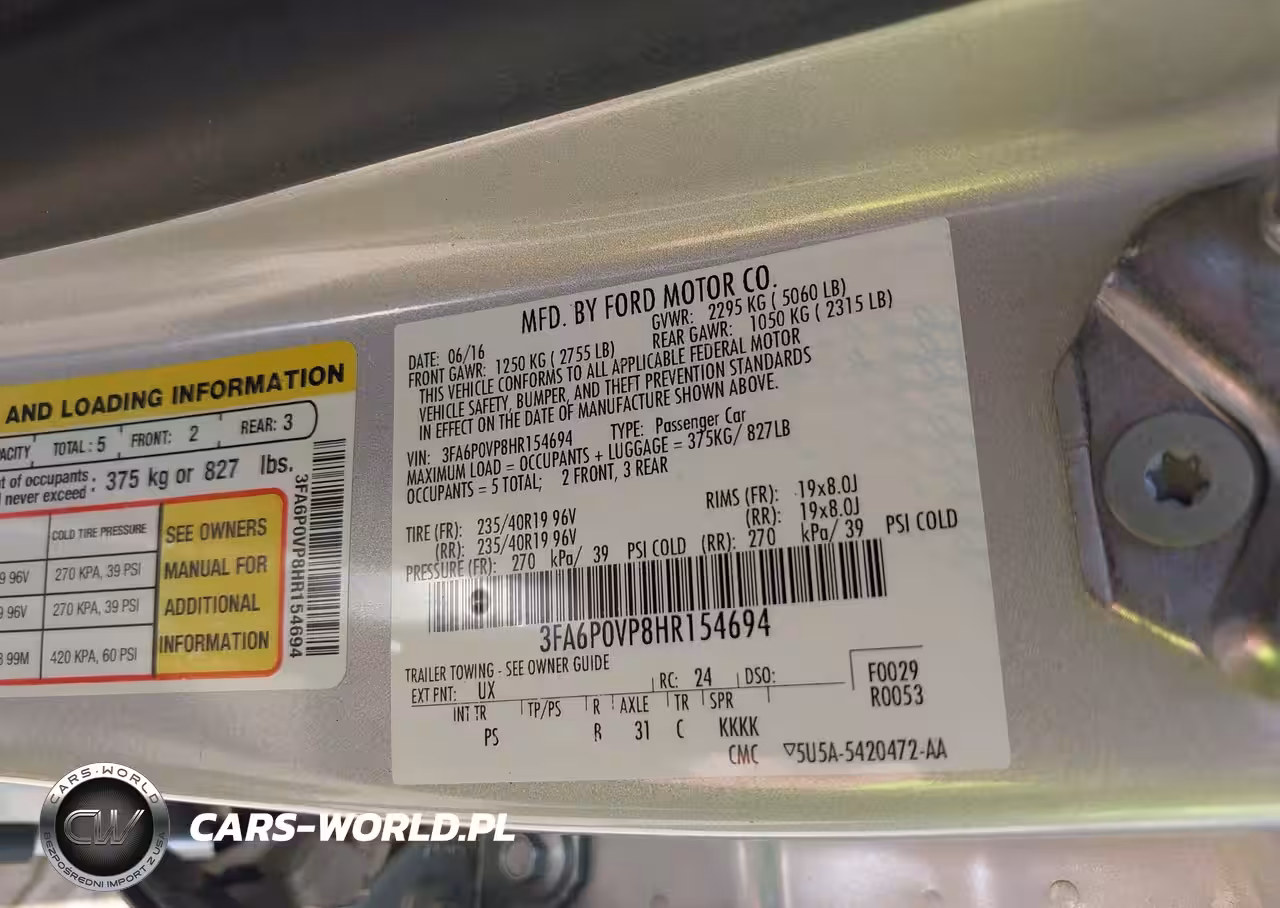 AND LOADING INFORMATION
TOTAL: 5 FRONT: 2 REAR: 3
of occupants
never exceed : 375 kg or 827 lbs.
COLD TIRE PRESSURE
96V 270 KPA, 39 PSI
96V 270 KPA, 39 PSI
99M 420 KPA, 60 PSI
SEE OWNERS
MANUAL FOR
ADDITIONAL
INFORMATION
3FA6P0VP8HR154694
MFD. BY FORD MOTOR CO.
DATE: 06/16 GVWR: 2295 KG ( 5060 LB)
FRONT GAWR: 1250 KG ( 2755 LB) REAR GAWR: 1050 KG ( 2315 LB)
THIS VEHICLE CONFORMS TO ALL APPLICABLE FEDERAL MOTOR
VEHICLE SAFETY, BUMPER, AND THEFT PREVENTION STANDARDS
IN EFFECT ON THE DATE OF MANUFACTURE SHOWN ABOVE.
VIN: 3FA6P0VP8HR154694 TYPE: Passenger Car
MAXIMUM LOAD = OCCUPANTS + LUGGAGE = 375KG/ 827LB
OCCUPANTS = 5 TOTAL; 2 FRONT, 3 REAR
TIRE (FR): 235/40R19 96V RIMS (FR): 19x8.0J
(RR): 235/40R19 96V (RR): 19x8.0J
PRESSURE (FR): 270 kPa/ 39 PSI COLD (RR): 270 kPa/ 39 PSI COLD
3FA6P0VP8HR154694
TRAILER TOWING - SEE OWNER GUIDE
EXT PNT: UX RC: 24 DSO: F0029
R0053
INT TR TP/PS R AXLE TR SPR
PS R 31 C KKKK
CMC ▽5U5A-5420472-AA
CARS-WORLD
CW
BEZPOŚREDNI IMPORT Z USA
CARS-WORLD.PL